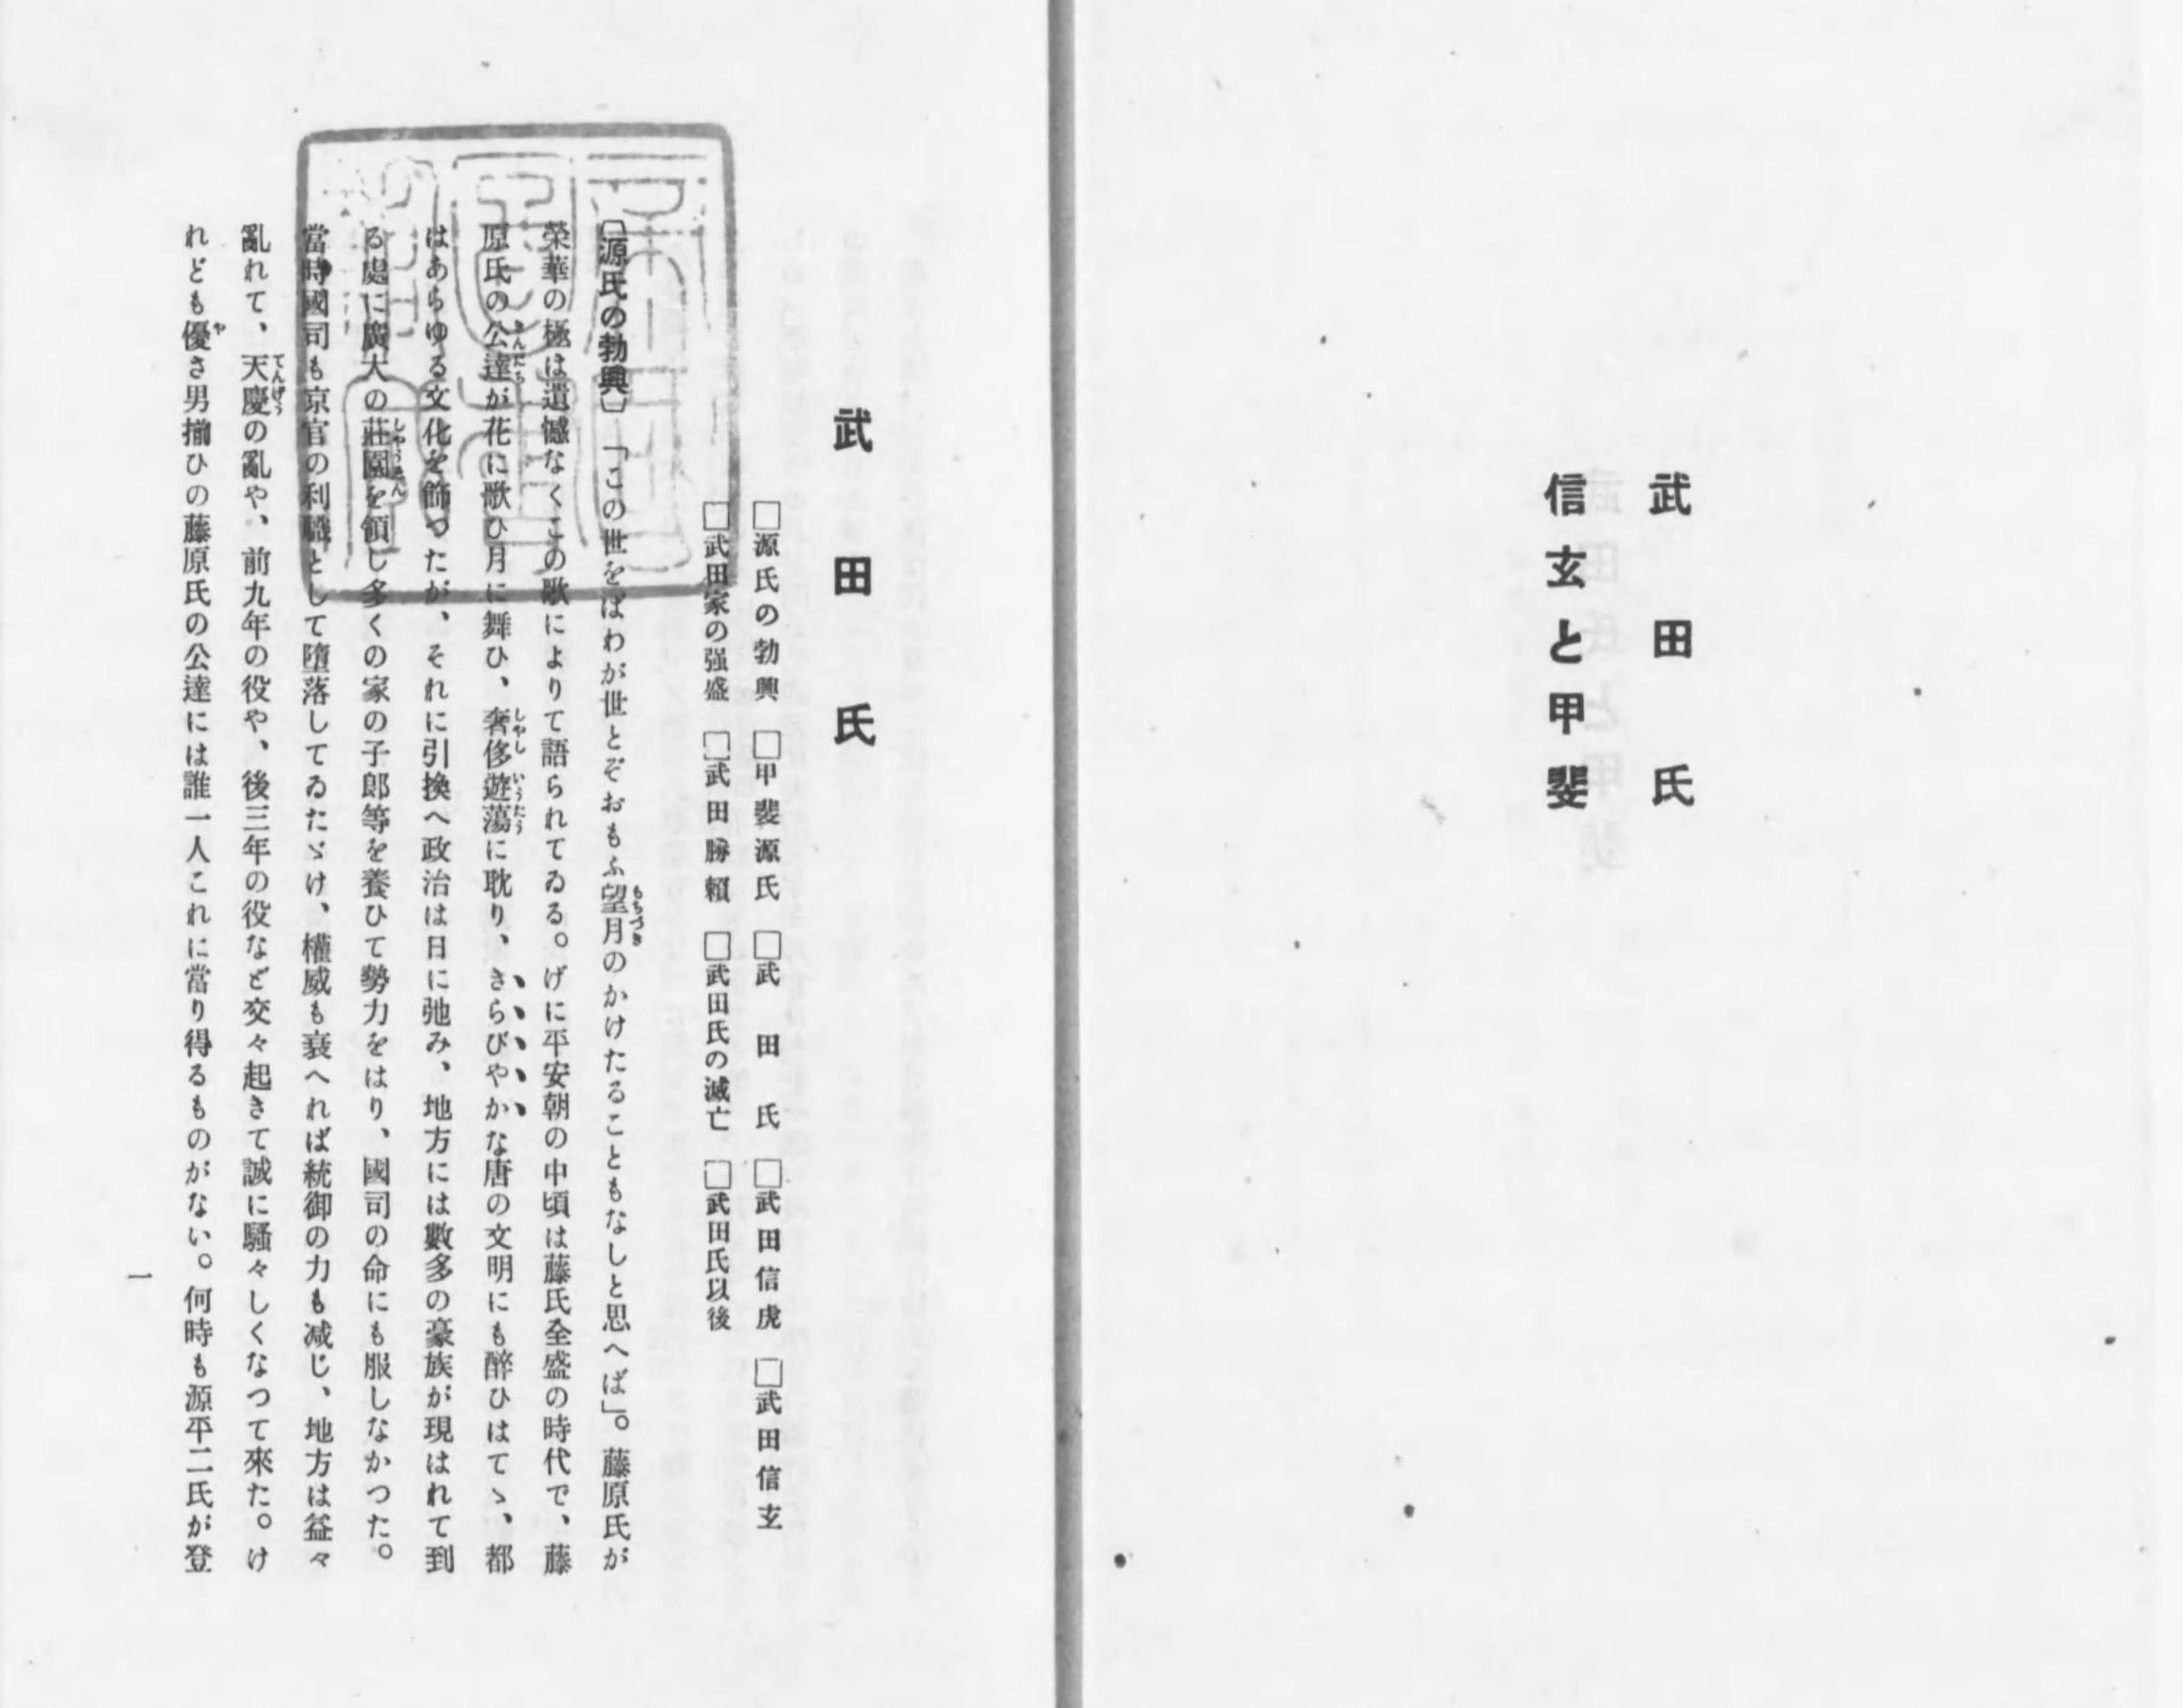 武田氏
信玄と甲斐
武田氏
□源氏の勃興 □甲斐源氏 □武田氏 □武田信虎 □武田信玄
□武田家の强盛 □武田勝賴 □武田氏の滅亡 □武田氏以後
〔源氏の勃興〕 「この世をばわが世とぞおもふ望月のかけたることもなしと思へば」。藤原氏が
榮華の極は遺憾なくこの歌によりて語られてゐる。げに平安朝の中頃は藤氏全盛の時代で、藤
原氏の公達が花に歌ひ月に舞ひ、奢侈遊蕩に耽り、きらびやかな唐の文明にも醉ひはてゝ、都
はあらゆる文化を飾つたが、それに引換へ政治は日に弛み、地方には數多の豪族が現はれて到
る處に廣大の莊園を領し多くの家の子郎等を養ひて勢力をはり、國司の命にも服しなかつた。
當時國司も京官の利職として墮落してゐたゞけ、權威も衰へれば統御の力も減じ、地方は益々
亂れて、天慶の亂や、前九年の役や、後三年の役など交々起きて誠に騷々しくなつて來た。け
れども優さ男揃ひの藤原氏の公達には誰一人これに當り得るものがない。何時も源平二氏が登
一